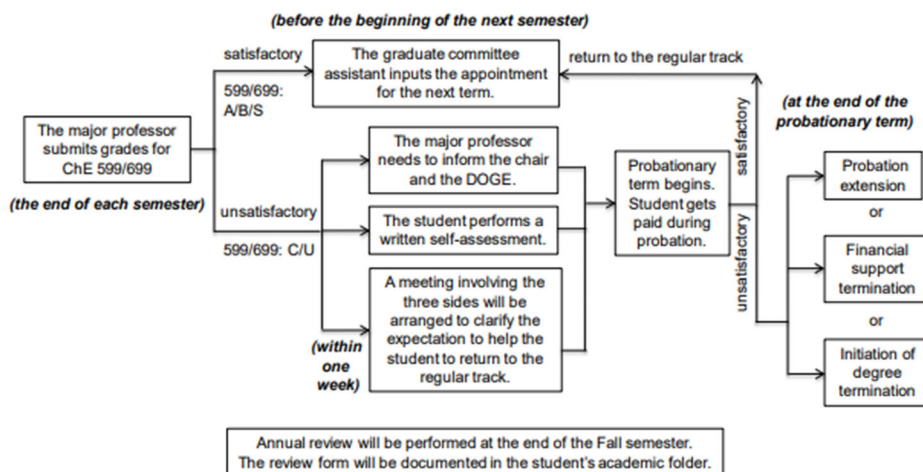 (before the beginning of the next semester)
satisfactory
599/699:
A/B/S
The graduate committee
assistant inputs the appointment
for the next term.
return to the regular track
The major professor
submits grades for
ChE 599/699
(the end of each semester)
unsatisfactory
599/699: C/U
The major professor
needs to inform the chair
and the DOGE.
The student performs a
written self-assessment.
A meeting involving the
three sides will be
arranged to clarify the
expectation to help the
student to return to the
regular track.
(within
one
week)
Probationary
term begins.
Student gets
paid during
probation.
satisfactory
unsatisfactory
(at the end of the
probationary term)
Probation
extension
or
Financial
support
termination
or
Initiation of
degree
termination
Annual review will be performed at the end of the Fall semester.
The review form will be documented in the student's academic folder.